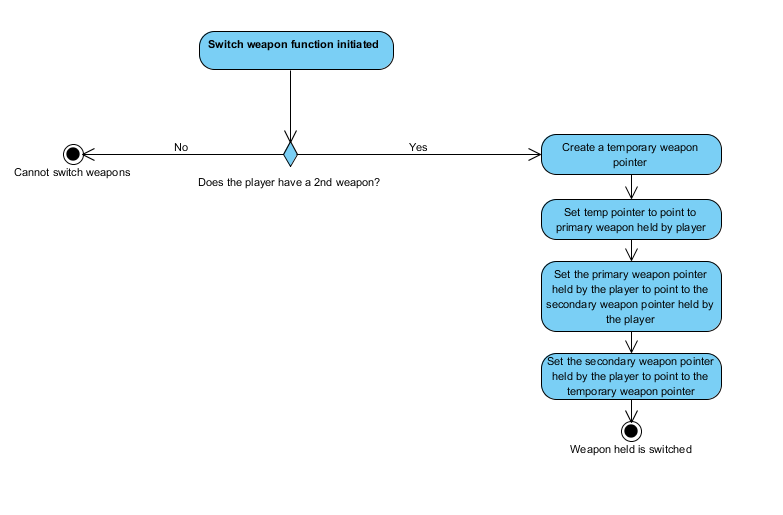 Switch weapon function initiated
No
Yes
Cannot switch weapons
Does the player have a 2nd weapon?
Create a temporary weapon
pointer
Set temp pointer to point to
primary weapon held by player
Set the primary weapon pointer
held by the player to point to the
secondary weapon pointer held by
the player
Set the secondary weapon pointer
held by the player to point to the
temporary weapon pointer
Weapon held is switched